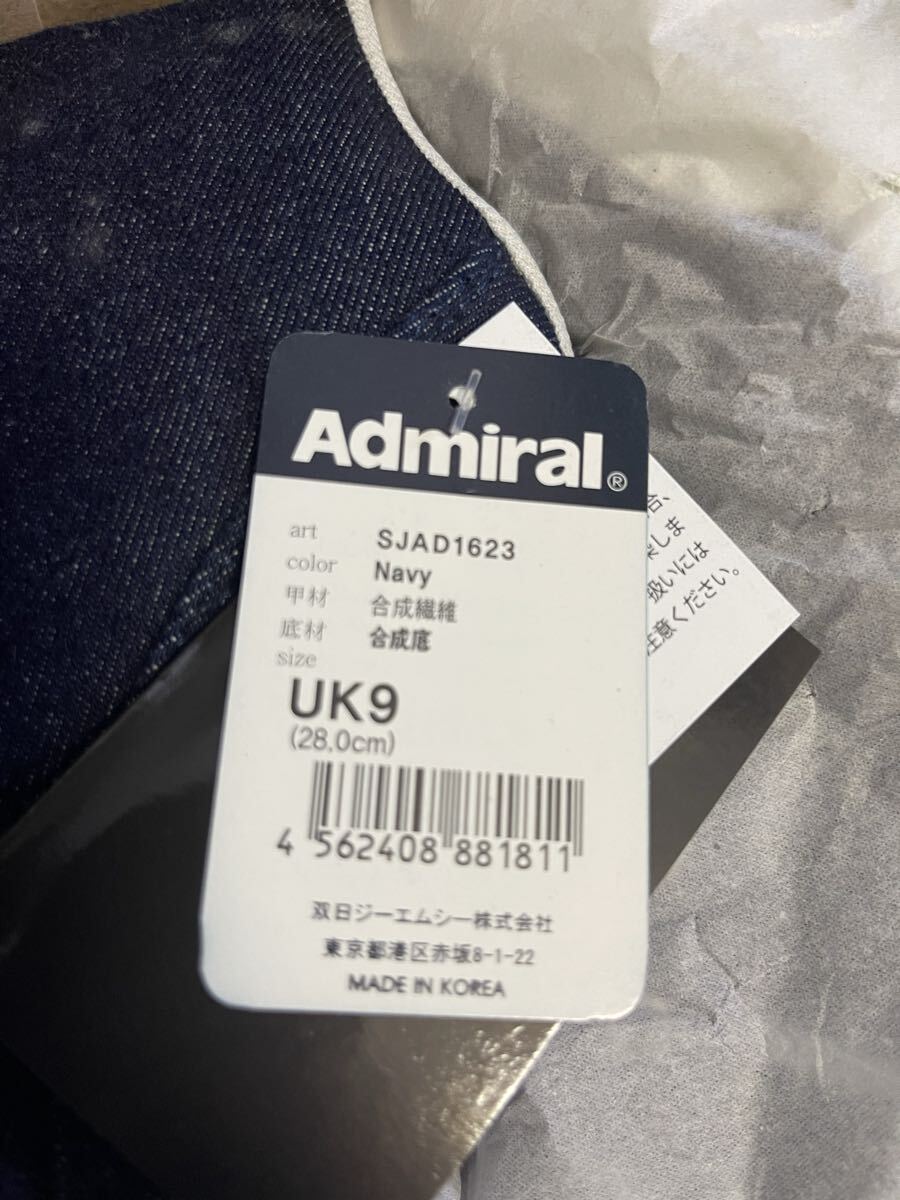 Admiral®
art SJAD1623
color Navy
甲材 合成繊維
底材 合成底
size
UK9
(28.0cm)
4 562408 881811
双日ジーエムシー株式会社
東京都港区赤坂8-1-22
MADE IN KOREA
合、
しま
扱いには
注意ください。